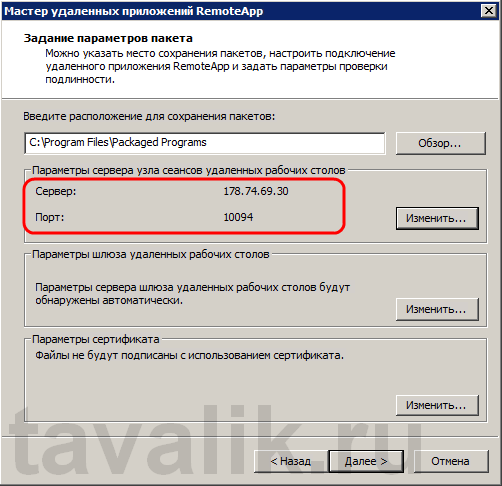 Мастер удаленных приложений RemoteApp
Задание параметров пакета
Можно указать место сохранения пакетов, настроить подключение
удаленного приложения RemoteApp и задать параметры проверки
подлинности.
Введите расположение для сохранения пакетов:
C:\Program Files\Packaged Programs
Обзор...
Параметры сервера узла сеансов удаленных рабочих столов
Сервер: 178.74.69.30
Порт: 10094
Изменить...
Параметры шлюза удаленных рабочих столов
Параметры сервера шлюза удаленных рабочих столов будут
обнаружены автоматически.
Изменить...
Параметры сертификата
Файлы не будут подписаны с использованием сертификата.
Изменить...
tavalik.ru
< Назад Далее > Отмена